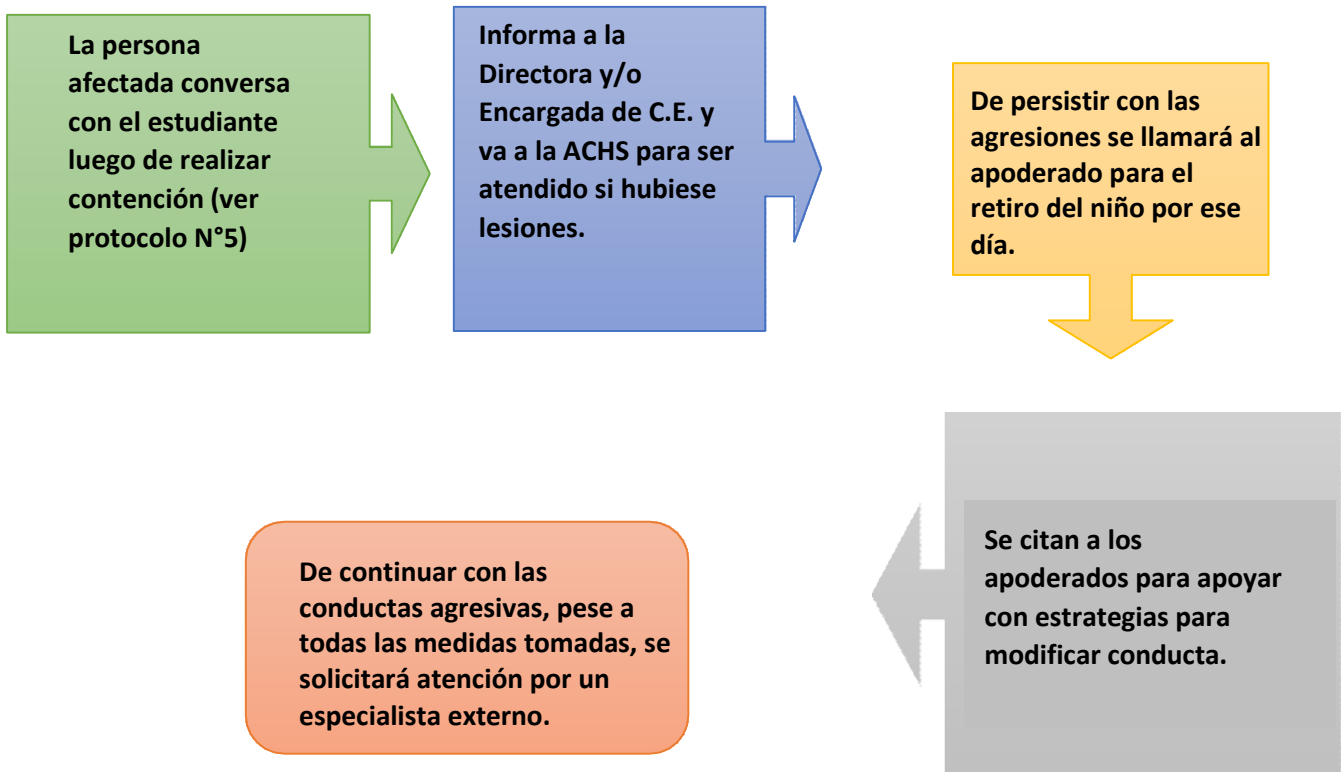 La persona
afectada conversa
con el estudiante
luego de realizar
contención (ver
protocolo N°5)
Informa a la
Directora y/o
Encargada de C.E. y
va a la ACHS para ser
atendido si hubiese
lesiones.
De persistir con las
agresiones se llamará al
apoderado para el
retiro del niño por ese
día.
Se citan a los
apoderados para apoyar
con estrategias para
modificar conducta.
De continuar con las
conductas agresivas, pese a
todas las medidas tomadas, se
solicitará atención por un
especialista externo.